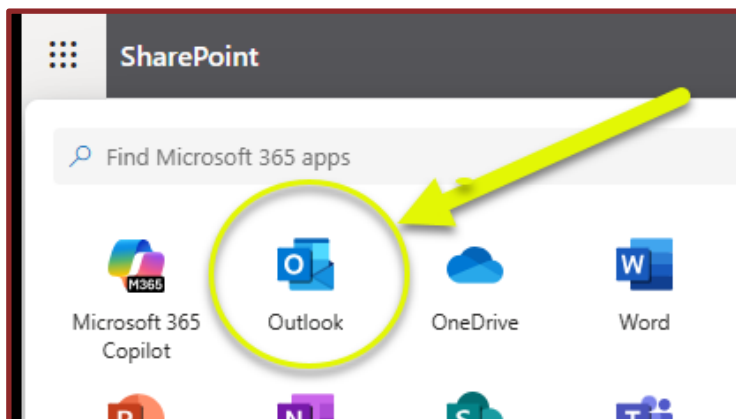 SharePoint
Find Microsoft 365 apps
M365
O
W
Microsoft 365
Copilot
Outlook
OneDrive
Word
P
N
S
T